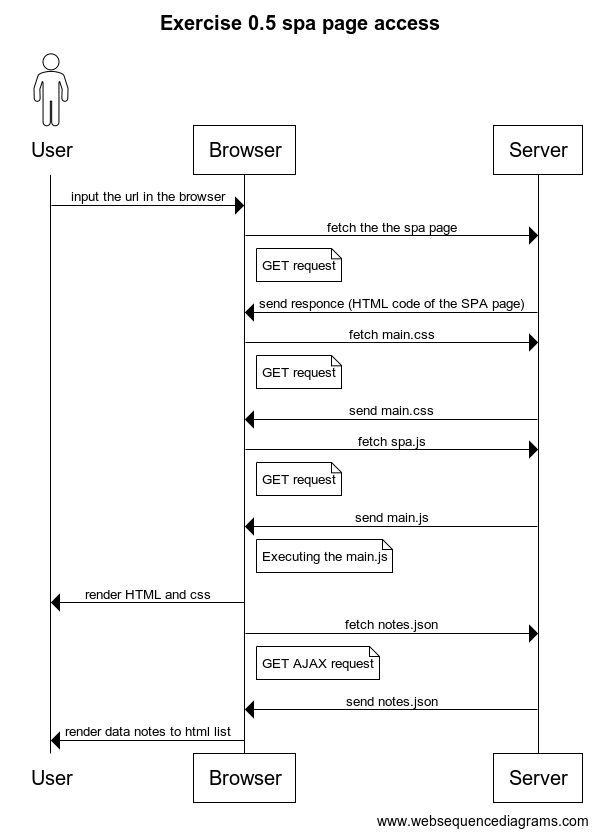 Exercise 0.5 spa page access
User
Browser
Server
input the url in the browser
fetch the the spa page
GET request
send responce (HTML code of the SPA page)
fetch main.css
GET request
send main.css
fetch spa.js
GET request
send main.js
Executing the main.js
render HTML and css
fetch notes.json
GET AJAX request
send notes.json
render data notes to html list
User
Browser
Server
www.websequencediagrams.com